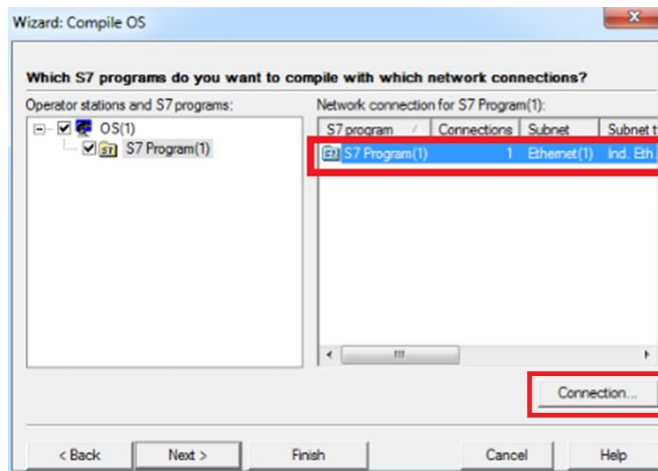 Wizard: Compile OS
Which S7 programs do you want to compile with which network connections?
Operator stations and S7 programs:
Network connection for S7 Program(1):
OS(1)
S7 Program(1)
S7 program / Connections Subnet Subnet t
S7 Program(1) 1 Ethernet(1) Ind. Eth.
Connection...
< Back Next > Finish Cancel Help